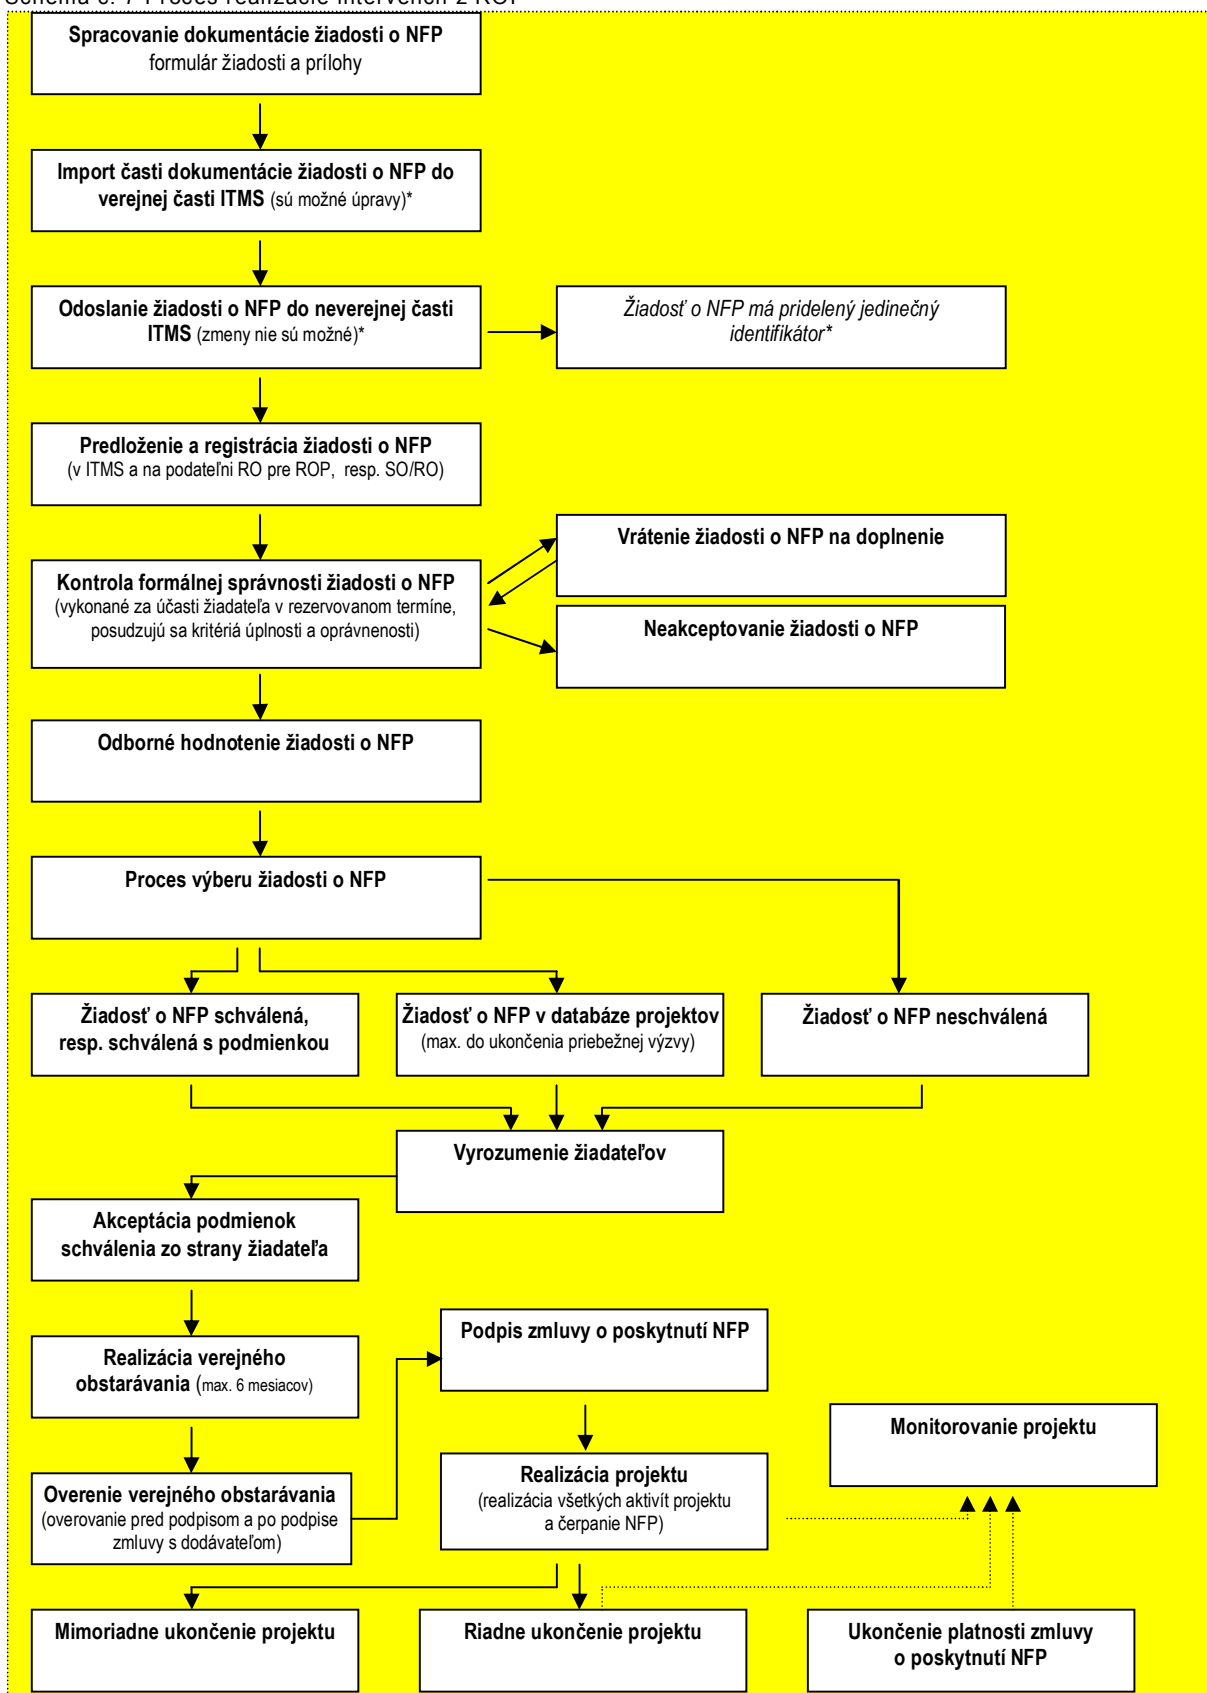 Schéma č. 7 Proces realizácie intervencií z ROP
Spracovanie dokumentácie žiadosti o NFP
formulár žiadosti a prílohy
Import časti dokumentácie žiadosti o NFP do
verejnej časti ITMS (sú možné úpravy)*
Odoslanie žiadosti o NFP do neverejnej časti
ITMS (zmeny nie sú možné)*
Žiadosť o NFP má pridelený jedinečný
identifikátor*
Predloženie a registrácia žiadosti o NFP
(v ITMS a na podateľni RO pre ROP, resp. SO/RO)
Vrátenie žiadosti o NFP na doplnenie
Kontrola formálnej správnosti žiadosti o NFP
(vykonané za účasti žiadateľa v rezervovanom termíne,
posudzujú sa kritériá úplnosti a oprávnenosti)
Neakceptovanie žiadosti o NFP
Odborné hodnotenie žiadosti o NFP
Proces výberu žiadosti o NFP
Žiadosť o NFP schválená,
resp. schválená s podmienkou
Žiadosť o NFP v databáze projektov
(max. do ukončenia priebežnej výzvy)
Žiadosť o NFP neschválená
Vyrozumenie žiadateľov
Akceptácia podmienok
schválenia zo strany žiadateľa
Podpis zmluvy o poskytnutí NFP
Realizácia verejného
obstarávania (max. 6 mesiacov)
Monitorovanie projektu
Realizácia projektu
(realizácia všetkých aktivít projektu
a čerpanie NFP)
Overenie verejného obstarávania
(overovanie pred podpisom a po podpise
zmluvy s dodávateľom)
Mimoriadne ukončenie projektu
Riadne ukončenie projektu
Ukončenie platnosti zmluvy
o poskytnutí NFP